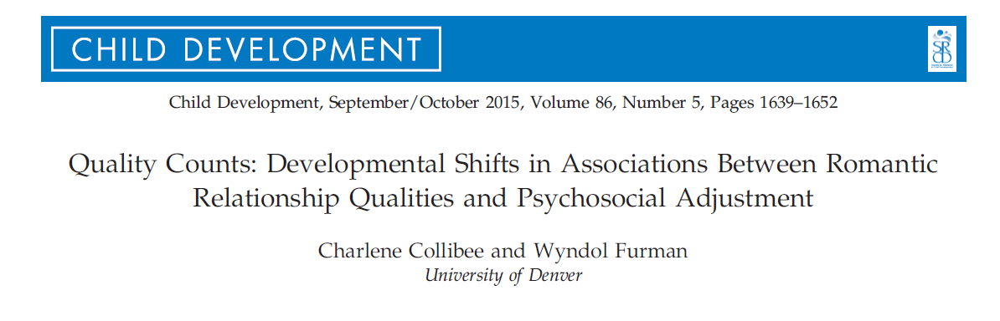 CHILD DEVELOPMENT
SRCD
Child Development, September/October 2015, Volume 86, Number 5, Pages 1639–1652
Quality Counts: Developmental Shifts in Associations Between Romantic
Relationship Qualities and Psychosocial Adjustment
Charlene Collibee and Wyndol Furman
University of Denver